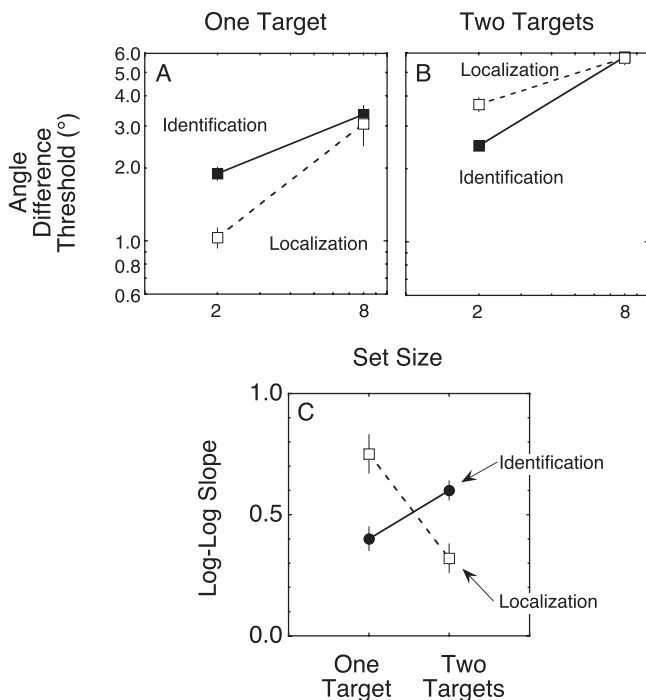 One Target
Two Targets
Angle
Difference
Threshold (°)
6.0
5.0
4.0
3.0
2.0
1.0
0.8
0.6
A
Identification
Localization
2
8
B
Localization
Identification
2
8
Set Size
Log-Log Slope
1.0
0.5
0.0
C
Identification
Localization
One
Target
Two
Targets